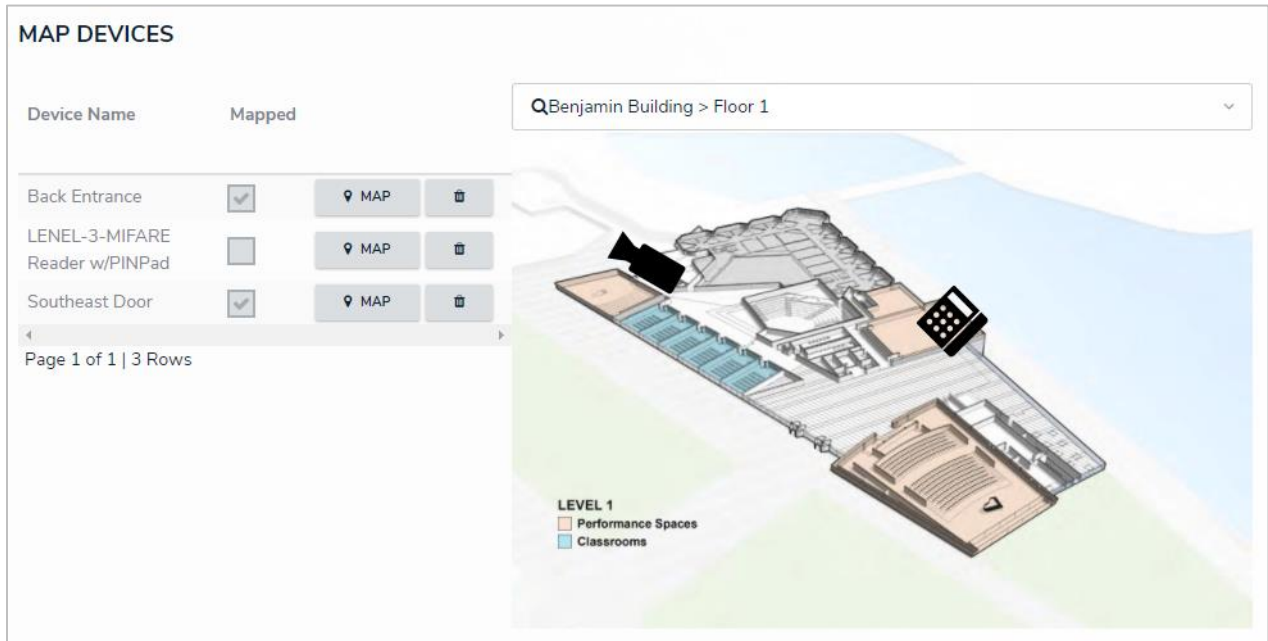 MAP DEVICES
Device Name Mapped
Benjamin Building > Floor 1
Back Entrance MAP
LENEL-3-MIFARE
Reader w/PINPad MAP
Southeast Door MAP
Page 1 of 1 | 3 Rows
LEVEL 1
Performance Spaces
Classrooms